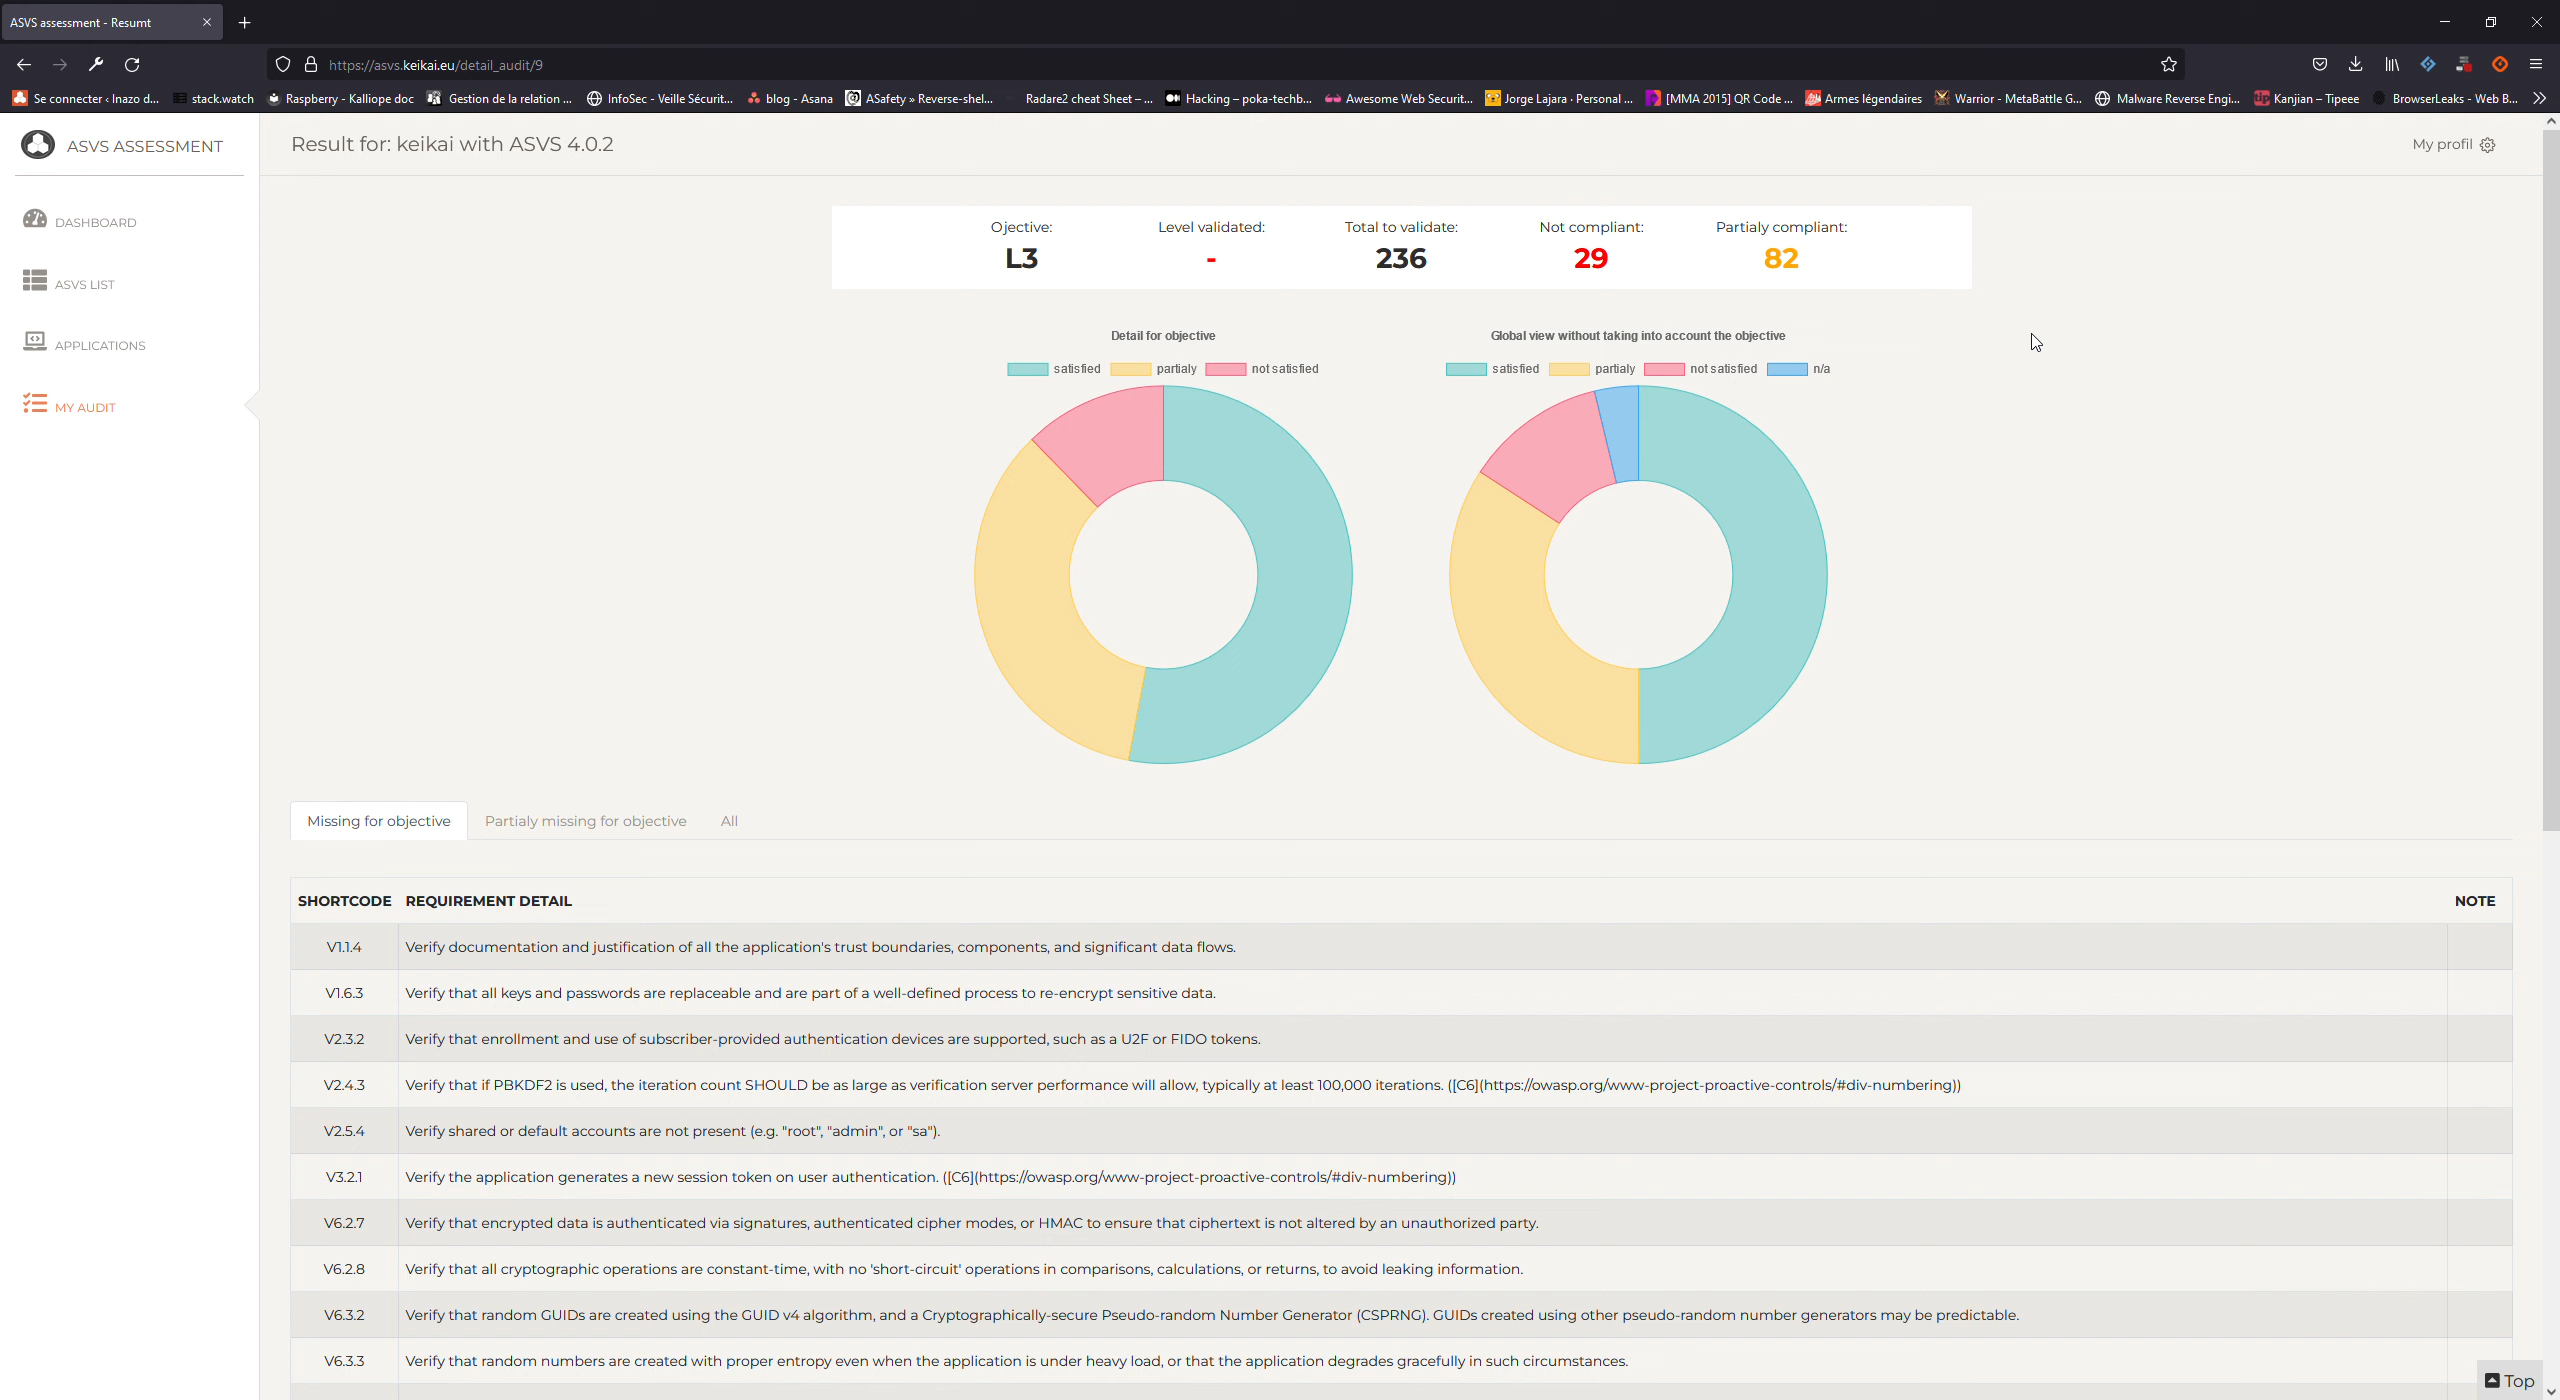 ASVS assessment - Resumt
https://asvs.keikai.eu/detail_audit/9
Se connecter ‹ Inazo d...
stack.watch
Raspberry - Kalliope doc
Gestion de la relation ...
InfoSec - Veille Sécurit...
blog - Asana
ASafety » Reverse-shel...
Radare2 cheat Sheet – ...
Hacking – poka-techb...
Awesome Web Securit...
Jorge Lajara · Personal ...
[MMA 2015] QR Code ...
Armes légendaires
Warrior - MetaBattle G...
Malware Reverse Engi...
Kanjian – Tipeee
BrowserLeaks - Web B...
ASVS ASSESSMENT
Result for: keikai with ASVS 4.0.2
My profil
DASHBOARD
ASVS LIST
APPLICATIONS
MY AUDIT
Ojective:
L3
Level validated:
-
Total to validate:
236
Not compliant:
29
Partialy compliant:
82
Detail for objective
satisfied
partialy
not satisfied
Global view without taking into account the objective
satisfied
partialy
not satisfied
n/a
Missing for objective
Partialy missing for objective
All
SHORTCODE REQUIREMENT DETAIL NOTE
V1.1.4 Verify documentation and justification of all the application's trust boundaries, components, and significant data flows.
V1.6.3 Verify that all keys and passwords are replaceable and are part of a well-defined process to re-encrypt sensitive data.
V2.3.2 Verify that enrollment and use of subscriber-provided authentication devices are supported, such as a U2F or FIDO tokens.
V2.4.3 Verify that if PBKDF2 is used, the iteration count SHOULD be as large as verification server performance will allow, typically at least 100,000 iterations. ([C6](https://owasp.org/www-project-proactive-controls/#div-numbering))
V2.5.4 Verify shared or default accounts are not present (e.g. "root", "admin", or "sa").
V3.2.1 Verify the application generates a new session token on user authentication. ([C6](https://owasp.org/www-project-proactive-controls/#div-numbering))
V6.2.7 Verify that encrypted data is authenticated via signatures, authenticated cipher modes, or HMAC to ensure that ciphertext is not altered by an unauthorized party.
V6.2.8 Verify that all cryptographic operations are constant-time, with no 'short-circuit' operations in comparisons, calculations, or returns, to avoid leaking information.
V6.3.2 Verify that random GUIDs are created using the GUID v4 algorithm, and a Cryptographically-secure Pseudo-random Number Generator (CSPRNG). GUIDs created using other pseudo-random number generators may be predictable.
V6.3.3 Verify that random numbers are created with proper entropy even when the application is under heavy load, or that the application degrades gracefully in such circumstances.
Top